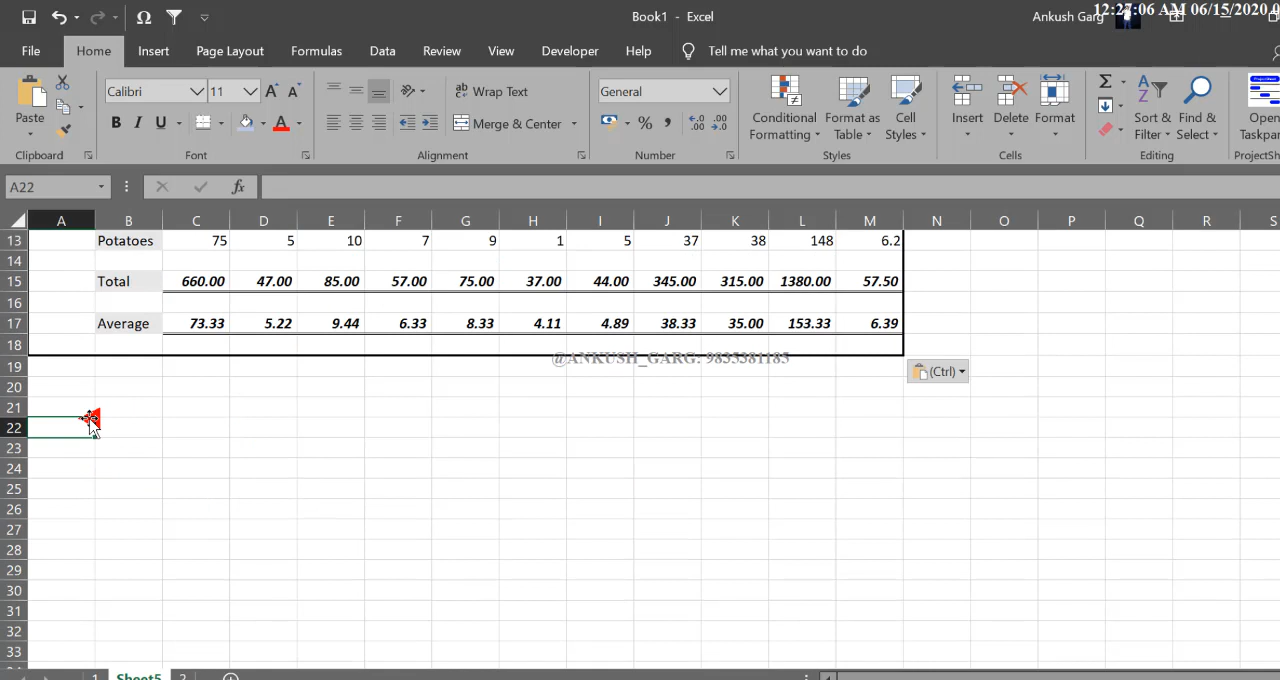 Book1 - Excel
Ankush Garg
12:27:06 AM 06/15/2020
File Home Insert Page Layout Formulas Data Review View Developer Help Tell me what you want to do
Paste
Calibri 11
B I U
Wrap Text
Merge & Center
General
% , .00 .00
Conditional Formatting
Format as Table
Cell Styles
Insert
Delete
Format
Sort & Filter
Find & Select
Open Taskpa
Clipboard Font Alignment Number Styles Cells Editing ProjectSh
A22 fx
A B C D E F G H I J K L M N O P Q R S
13 Potatoes 75 5 10 7 9 1 5 37 38 148 6.2
14
15 Total 660.00 47.00 85.00 57.00 75.00 37.00 44.00 345.00 315.00 1380.00 57.50
16
17 Average 73.33 5.22 9.44 6.33 8.33 4.11 4.89 38.33 35.00 153.33 6.39
18
@ANKUSH_GARG: 9835381185
19
(Ctrl)
20
21
22
23
24
25
26
27
28
29
30
31
32
33
1 Sheet5 2